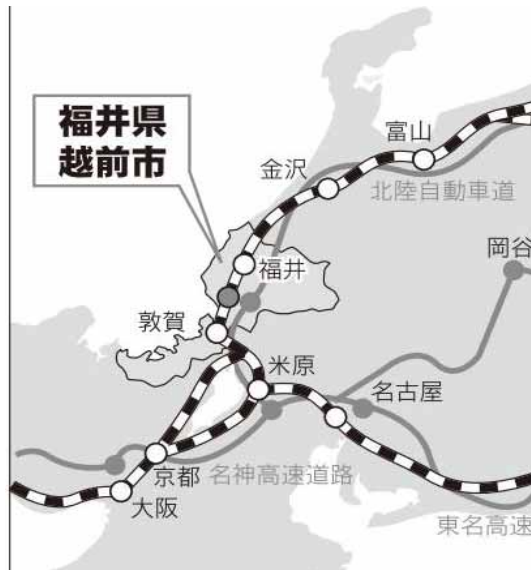 福井県
越前市
富山
金沢
北陸自動車道
岡谷
福井
敦賀
米原
名古屋
京都
名神高速道路
大阪
東名高速